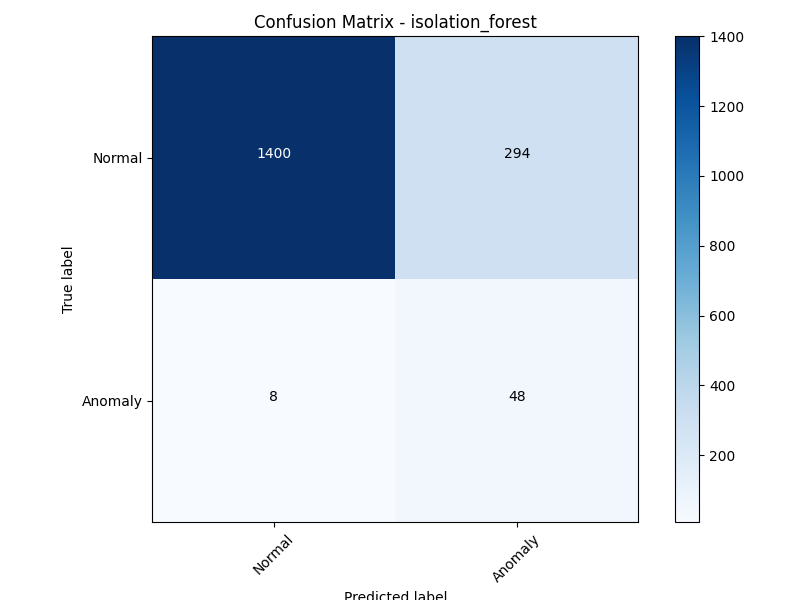 Confusion Matrix - isolation_forest
1400
1200
1000
800
600
400
200
True label
Normal
1400
294
Anomaly
8
48
Normal
Anomaly
Predicted label